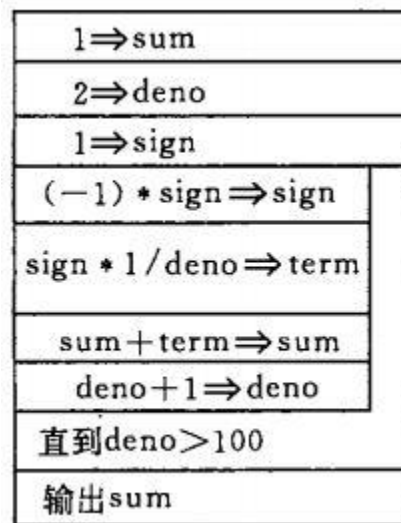 1⇒sum
2⇒deno
1⇒sign
(-1)*sign⇒sign
sign*1/deno⇒term
sum+term⇒sum
deno+1⇒deno
直到deno>100
输出sum